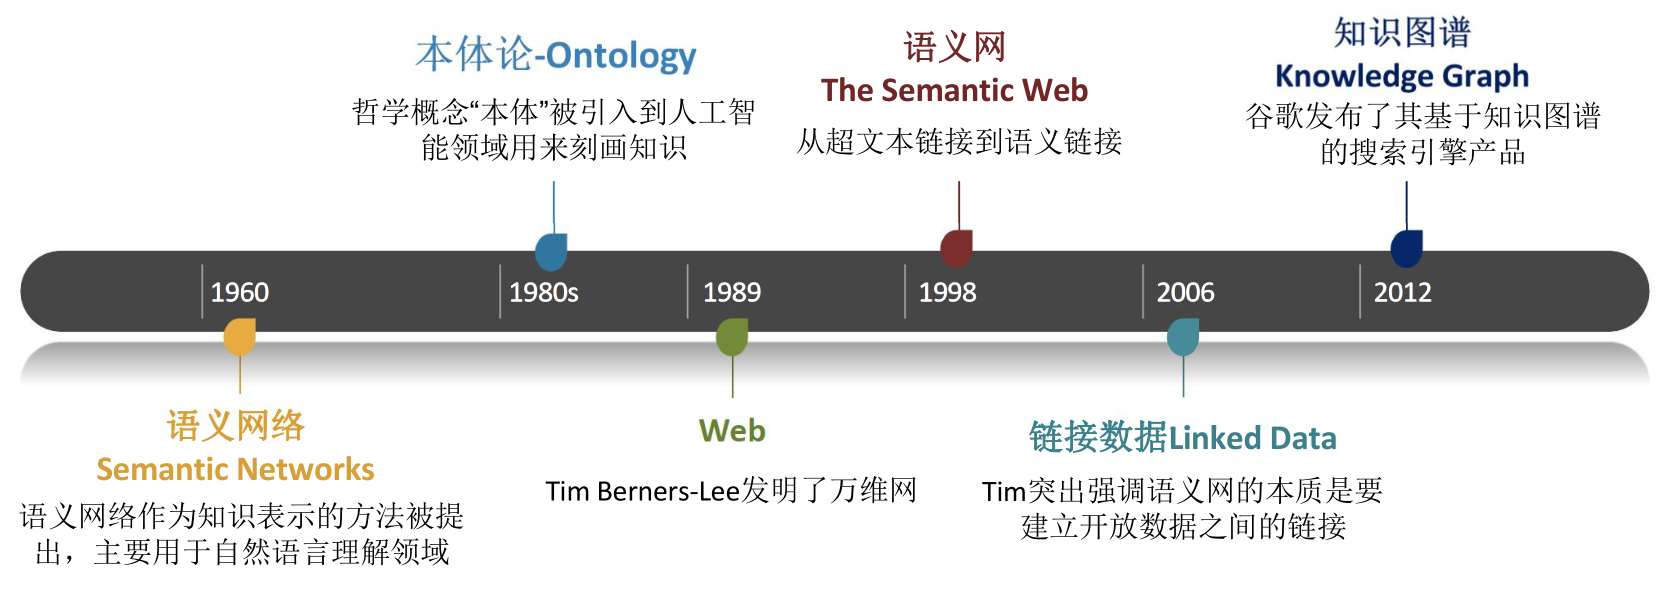 本体论-Ontology
哲学概念“本体”被引入到人工智
能领域用来刻画知识
语义网
The Semantic Web
从超文本链接到语义链接
知识图谱
Knowledge Graph
谷歌发布了其基于知识图谱
的搜索引擎产品
1960
1980s
1989
1998
2006
2012
语义网络
Semantic Networks
语义网络作为知识表示的方法被提
出，主要用于自然语言理解领域
Web
Tim Berners-Lee发明了万维网
链接数据Linked Data
Tim突出强调语义网的本质是要
建立开放数据之间的链接